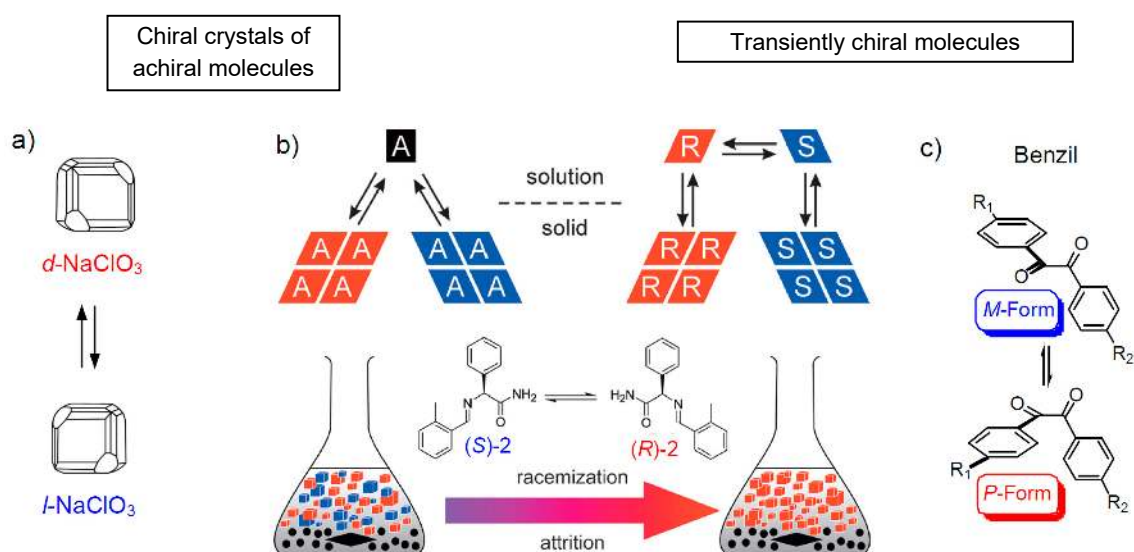 Chiral crystals of
achiral molecules
Transiently chiral molecules
a)
d-NaClO₃
l-NaClO₃
b)
A
R
S
solution
solid
A A
A A
A A
A A
R R
R R
S S
S S
N
NH₂
O
(S)-2
H₂N
O
N
(R)-2
racemization
attrition
c)
Benzil
R₁
O
O
M-Form
R₂
O
O
R₁
P-Form
R₂